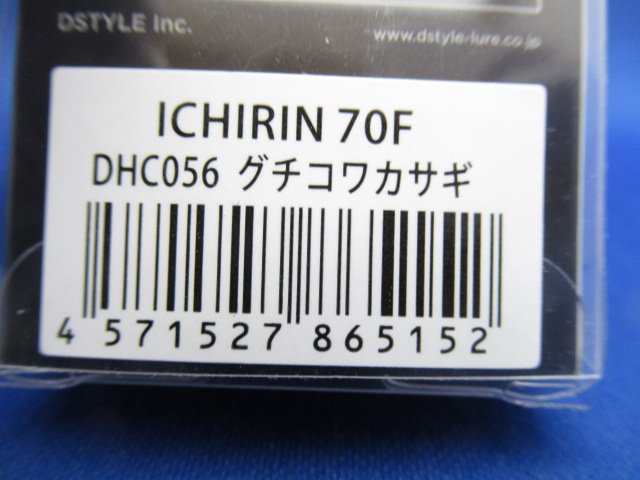 DSTYLE Inc.
www.dstyle-lure.co.jp
ICHIRIN 70F
DHC056 グチコワカサギ
4 571527 865152